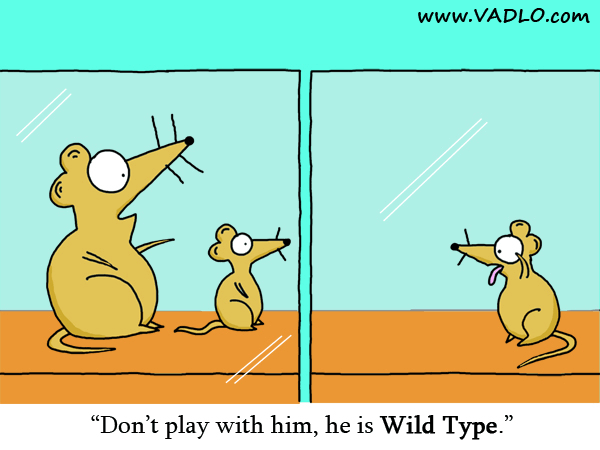 www.VADLO.com
“Don’t play with him, he is Wild Type.”